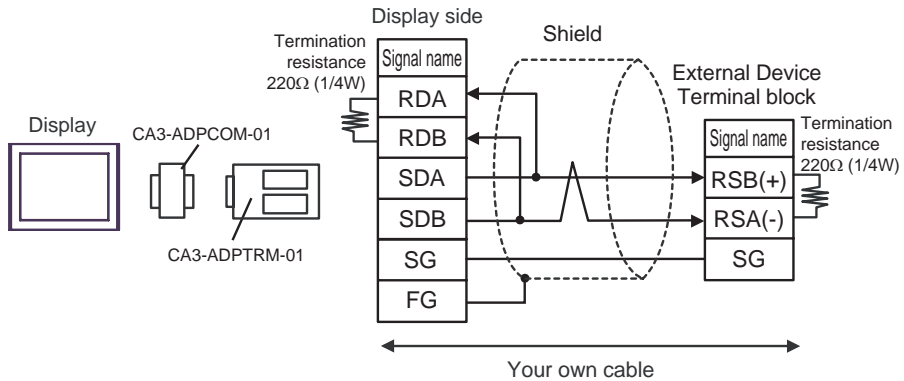 Display side
Termination
resistance
220Ω (1/4W)
Shield
External Device
Terminal block
Termination
resistance
220Ω (1/4W)
Display
CA3-ADPCOM-01
CA3-ADPTRM-01
Signal name
RDA
RDB
SDA
SDB
SG
FG
Signal name
RSB(+)
RSA(-)
SG
Your own cable